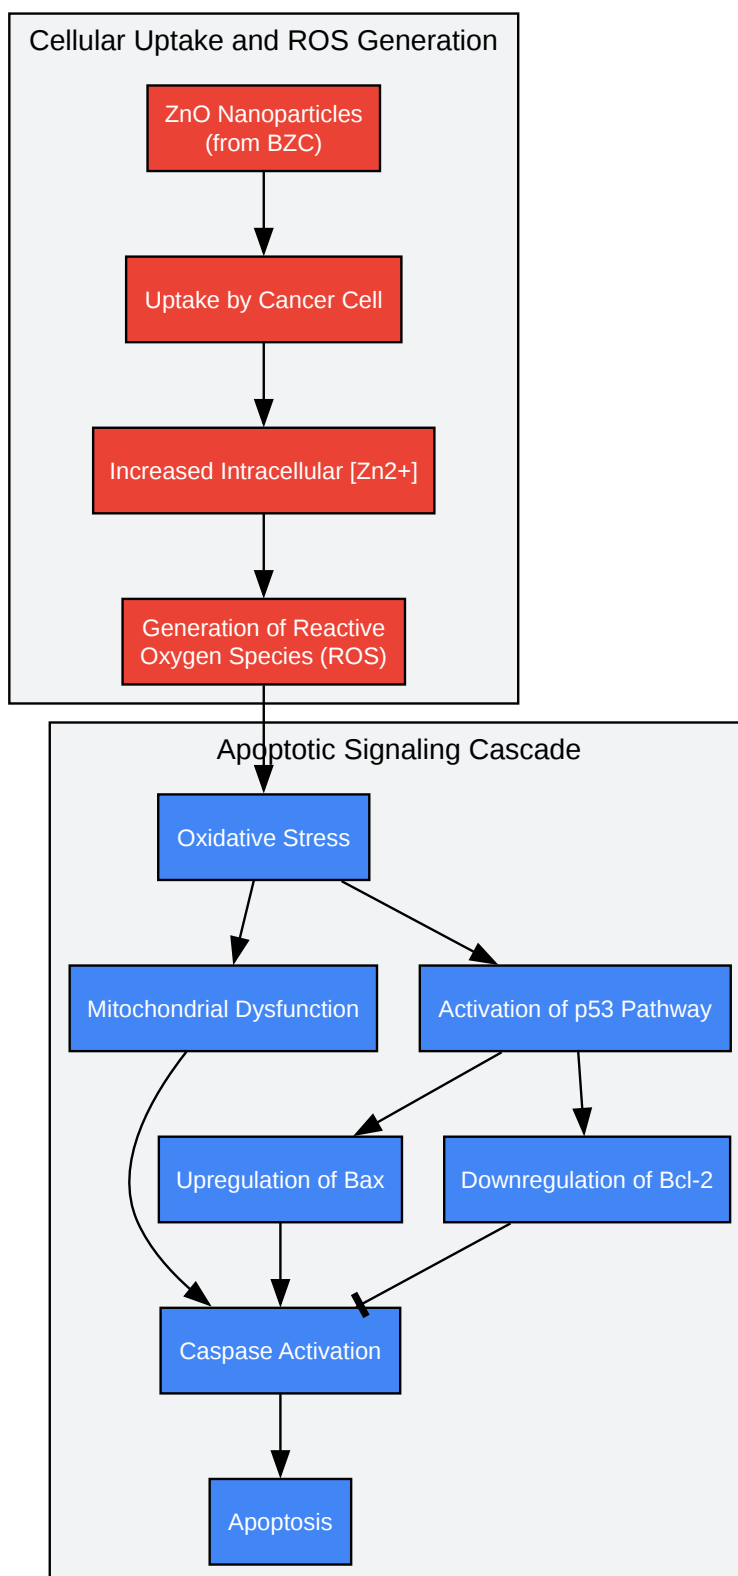 Cellular Uptake and ROS Generation
ZnO Nanoparticles
(from BZC)
Uptake by Cancer Cell
Increased Intracellular [Zn2+]
Generation of Reactive
Oxygen Species (ROS)
Apoptotic Signaling Cascade
Oxidative Stress
Mitochondrial Dysfunction
Activation of p53 Pathway
Upregulation of Bax
Downregulation of Bcl-2
Caspase Activation
Apoptosis